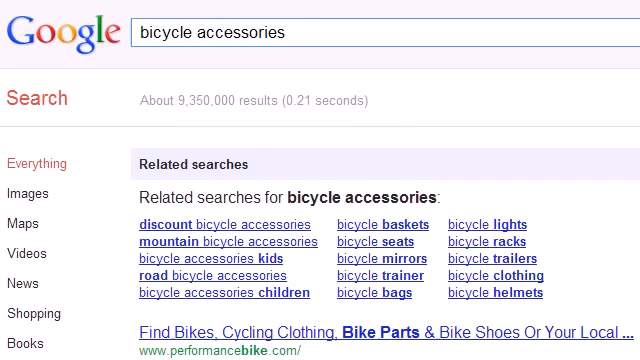 Google
bicycle accessories
Search
About 9,350,000 results (0.21 seconds)
Everything
Images
Maps
Videos
News
Shopping
Books
Related searches
Related searches for bicycle accessories:
discount bicycle accessories bicycle baskets bicycle lights
mountain bicycle accessories bicycle seats bicycle racks
bicycle accessories kids bicycle mirrors bicycle trailers
road bicycle accessories bicycle trainer bicycle clothing
bicycle accessories children bicycle bags bicycle helmets
Find Bikes, Cycling Clothing, Bike Parts & Bike Shoes Or Your Local ...
www.performancebike.com/